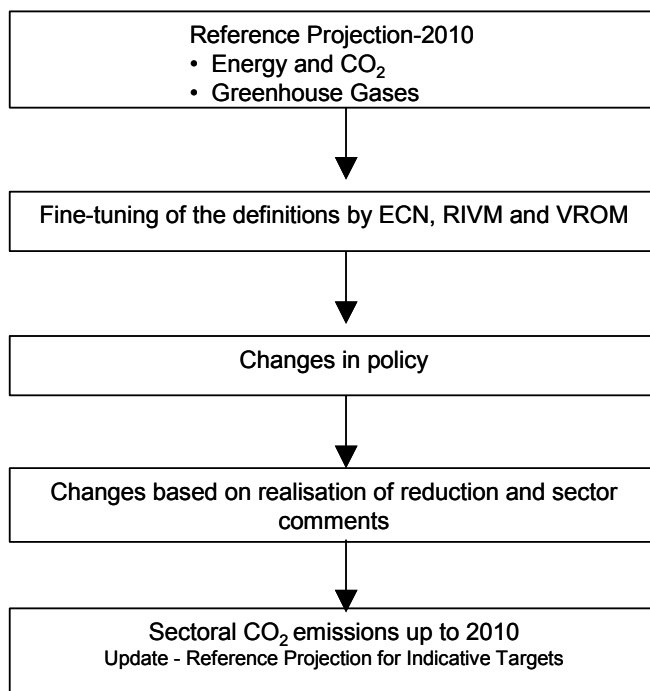 Reference Projection-2010
• Energy and CO₂
• Greenhouse Gases
Fine-tuning of the definitions by ECN, RIVM and VROM
Changes in policy
Changes based on realisation of reduction and sector
comments
Sectoral CO₂ emissions up to 2010
Update - Reference Projection for Indicative Targets